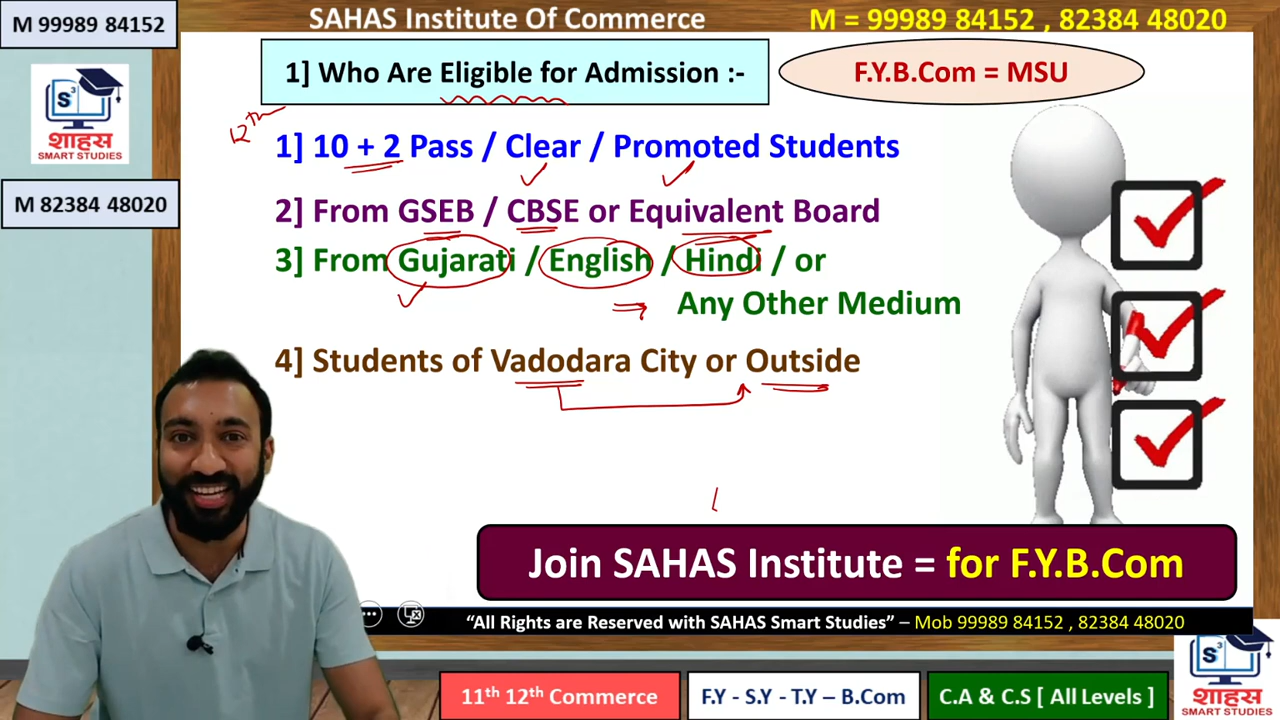 M 99989 84152
SAHAS Institute Of Commerce
M = 99989 84152 , 82384 48020
S³
शाहस
SMART STUDIES
M 82384 48020
1] Who Are Eligible for Admission :-
F.Y.B.Com = MSU
12th
1] 10 + 2 Pass / Clear / Promoted Students
2] From GSEB / CBSE or Equivalent Board
3] From Gujarati / English / Hindi / or
Any Other Medium
4] Students of Vadodara City or Outside
Join SAHAS Institute = for F.Y.B.Com
“All Rights are Reserved with SAHAS Smart Studies” – Mob 99989 84152 , 82384 48020
11th 12th Commerce
F.Y - S.Y - T.Y – B.Com
C.A & C.S [ All Levels ]
S³
शाहस
SMART STUDIES